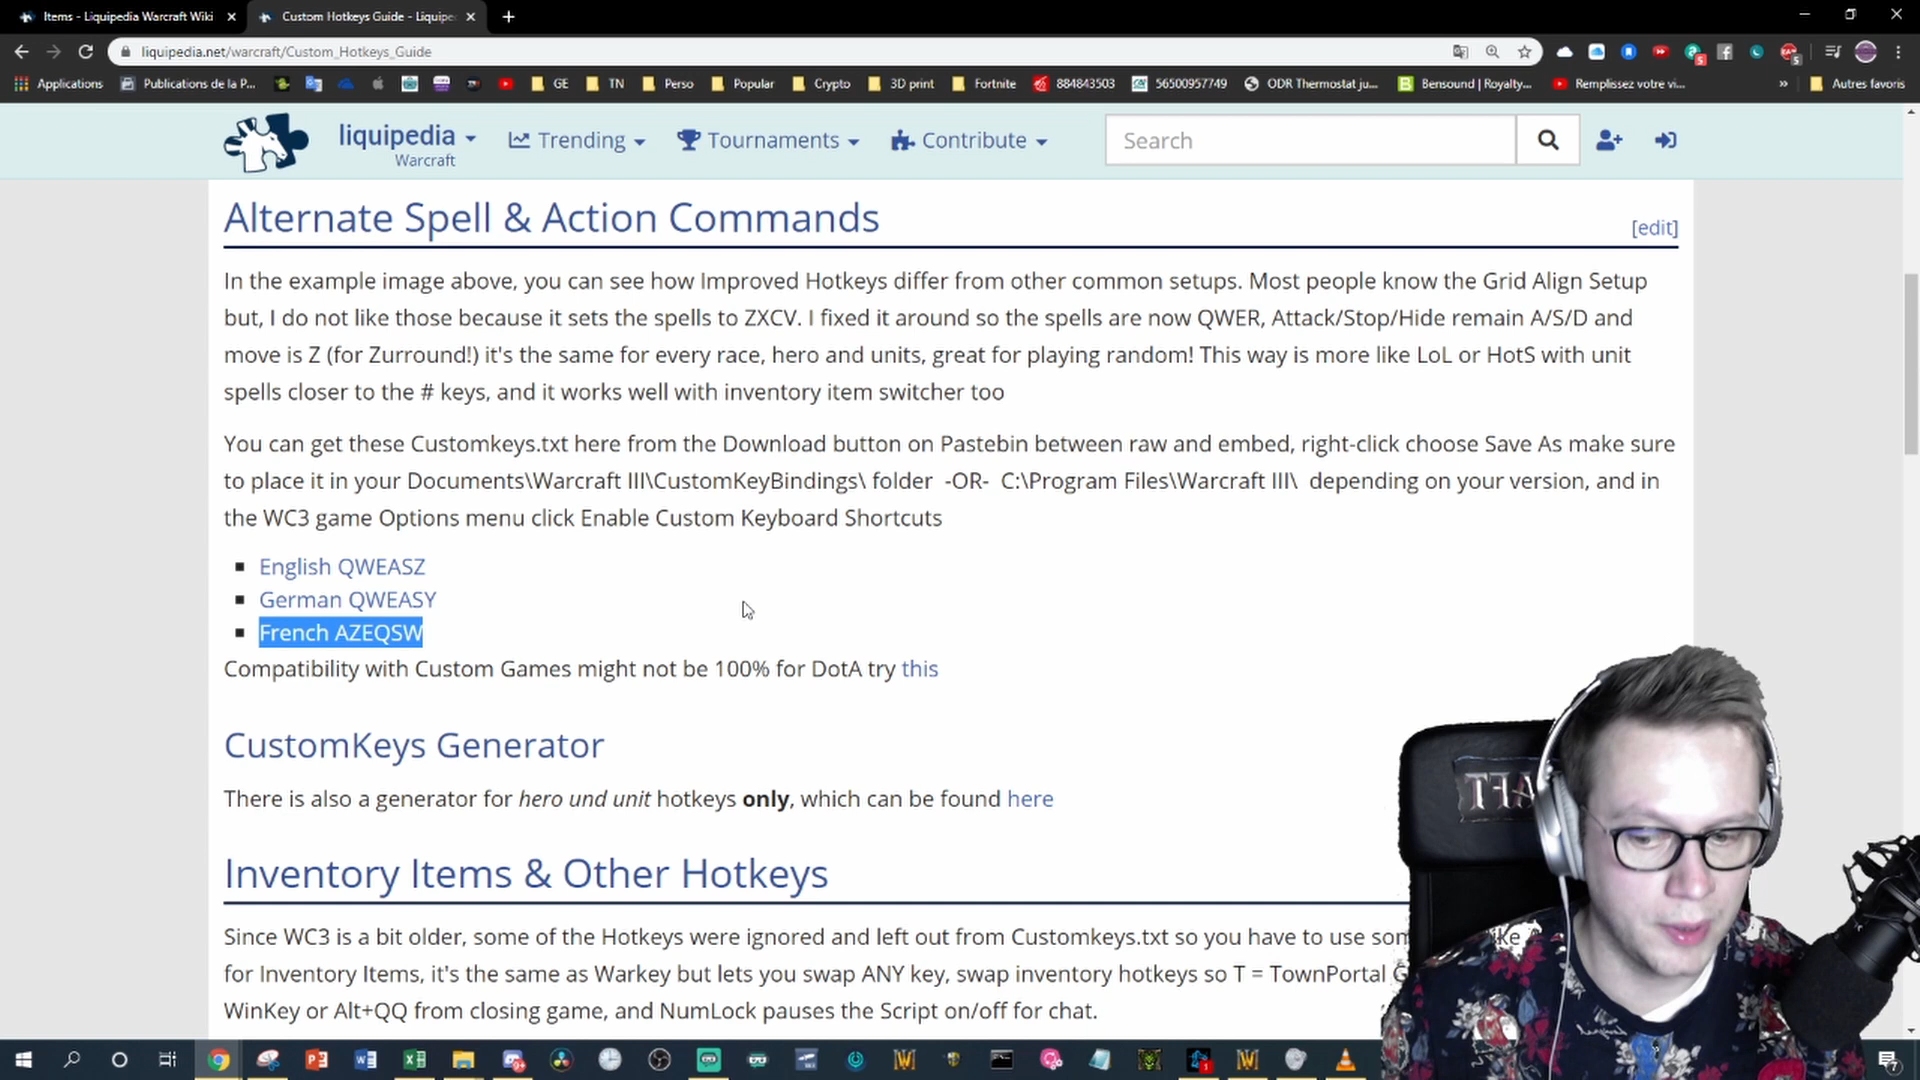 Items - Liquipedia Warcraft Wiki
Custom Hotkeys Guide - Liquipe
liquipedia.net/warcraft/Custom_Hotkeys_Guide
Applications
Publications de la P...
GE
TN
Perso
Popular
Crypto
3D print
Fortnite
884843503
56500957749
ODR Thermostat ju...
Bensound | Royalty...
Remplissez votre vi...
»
Autres favoris
liquipedia
Warcraft
Trending
Tournaments
Contribute
Search
Alternate Spell & Action Commands
[edit]
In the example image above, you can see how Improved Hotkeys differ from other common setups. Most people know the Grid Align Setup
but, I do not like those because it sets the spells to ZXCV. I fixed it around so the spells are now QWER, Attack/Stop/Hide remain A/S/D and
move is Z (for Zurround!) it's the same for every race, hero and units, great for playing random! This way is more like LoL or HotS with unit
spells closer to the # keys, and it works well with inventory item switcher too
You can get these Customkeys.txt here from the Download button on Pastebin between raw and embed, right-click choose Save As make sure
to place it in your Documents\Warcraft III\CustomKeyBindings\ folder -OR- C:\Program Files\Warcraft III\ depending on your version, and in
the WC3 game Options menu click Enable Custom Keyboard Shortcuts
English QWEASZ
German QWEASY
French AZEQSW
Compatibility with Custom Games might not be 100% for DotA try this
CustomKeys Generator
There is also a generator for hero und unit hotkeys only, which can be found here
Inventory Items & Other Hotkeys
Since WC3 is a bit older, some of the Hotkeys were ignored and left out from Customkeys.txt so you have to use
for Inventory Items, it's the same as Warkey but lets you swap ANY key, swap inventory hotkeys so T = TownPortal
WinKey or Alt+QQ from closing game, and NumLock pauses the Script on/off for chat.